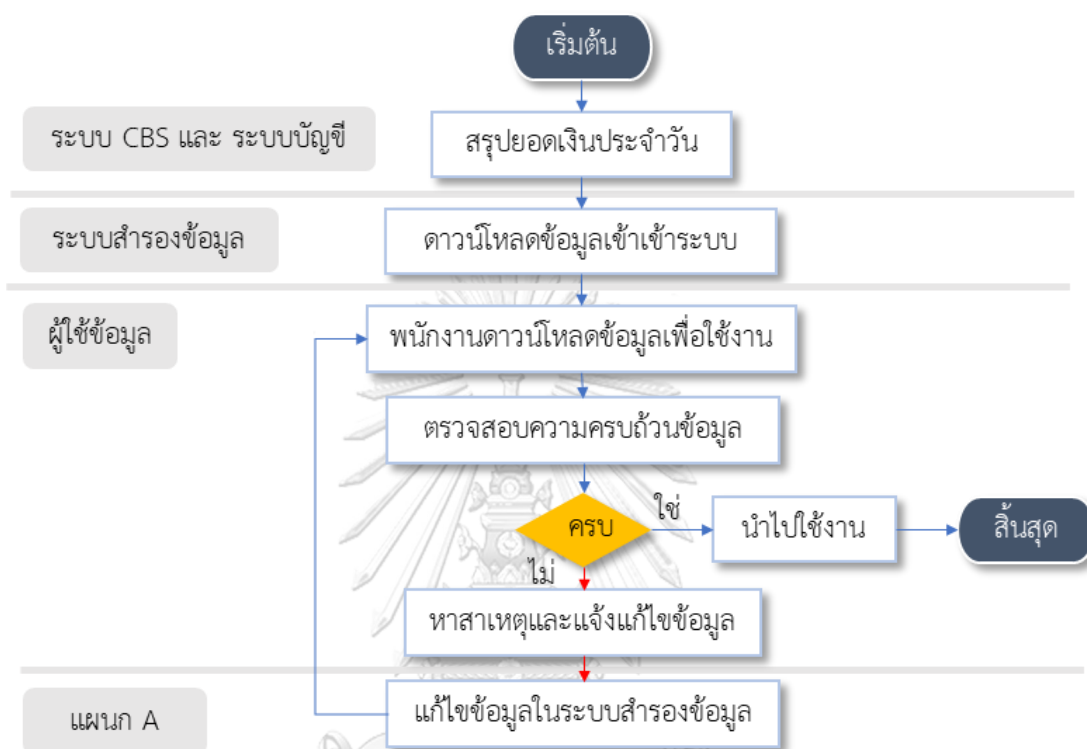 เริ่มต้น
ระบบ CBS และ ระบบบัญชี
สรุปยอดเงินประจำวัน
ระบบสำรองข้อมูล
ดาวน์โหลดข้อมูลเข้าเข้าระบบ
ผู้ใช้ข้อมูล
พนักงานดาวน์โหลดข้อมูลเพื่อใช้งาน
ตรวจสอบความครบถ้วนข้อมูล
ครบ
ใช่
นำไปใช้งาน
สิ้นสุด
ไม่
หาสาเหตุและแจ้งแก้ไขข้อมูล
แผนก A
แก้ไขข้อมูลในระบบสำรองข้อมูล